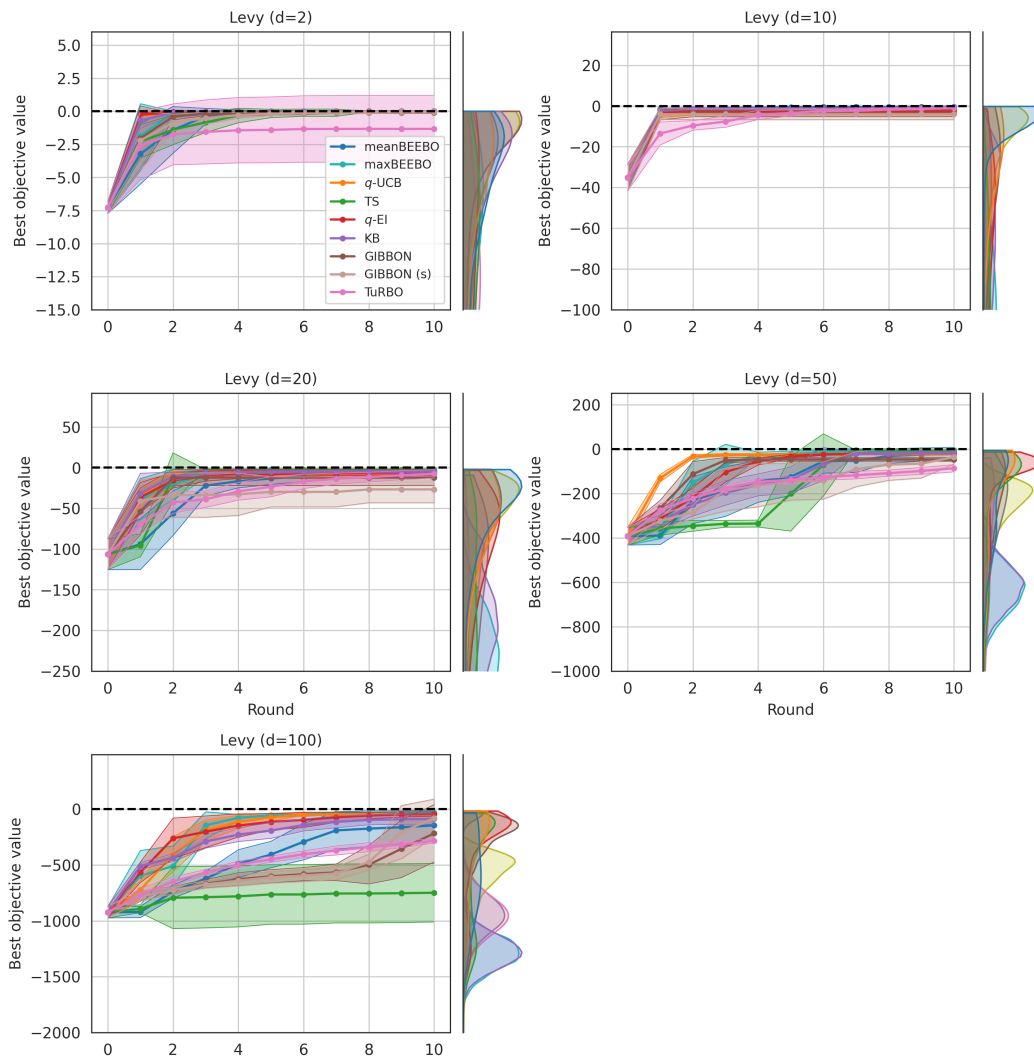 Levy (d=2)
Best objective value
5.0
2.5
0.0
−2.5
−5.0
−7.5
−10.0
−12.5
−15.0
0 2 4 6 8 10
meanBEEBO
maxBEEBO
q-UCB
TS
q-EI
KB
GIBBON
GIBBON (s)
TuRBO
Levy (d=10)
Best objective value
20
0
−20
−40
−60
−80
−100
0 2 4 6 8 10
Levy (d=20)
Best objective value
50
0
−50
−100
−150
−200
−250
0 2 4 6 8 10
Round
Levy (d=50)
Best objective value
200
0
−200
−400
−600
−800
−1000
0 2 4 6 8 10
Round
Levy (d=100)
Best objective value
0
−500
−1000
−1500
−2000
0 2 4 6 8 10